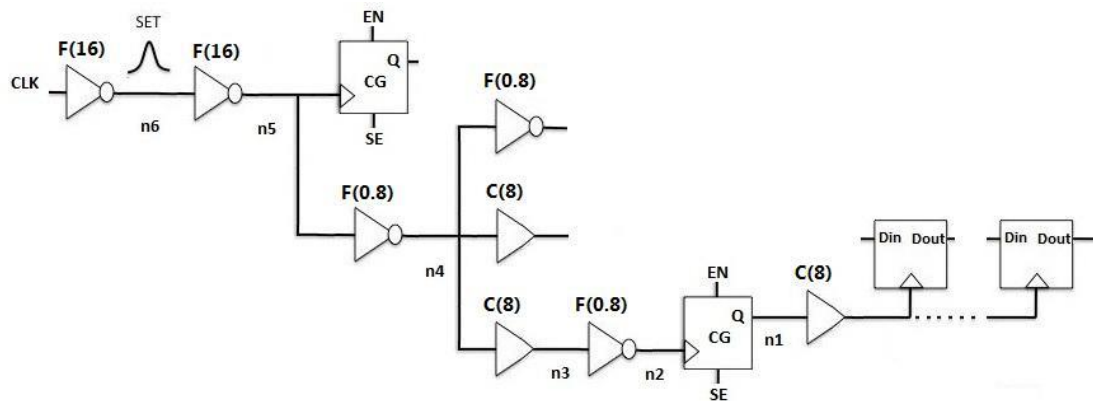 SET
EN
F(16)
F(16)
Q
CLK
CG
n6
n5
SE
F(0.8)
F(0.8)
C(8)
n4
Din Dout
Din Dout
EN
C(8)
C(8)
F(0.8)
Q
CG
n1
n3
n2
SE